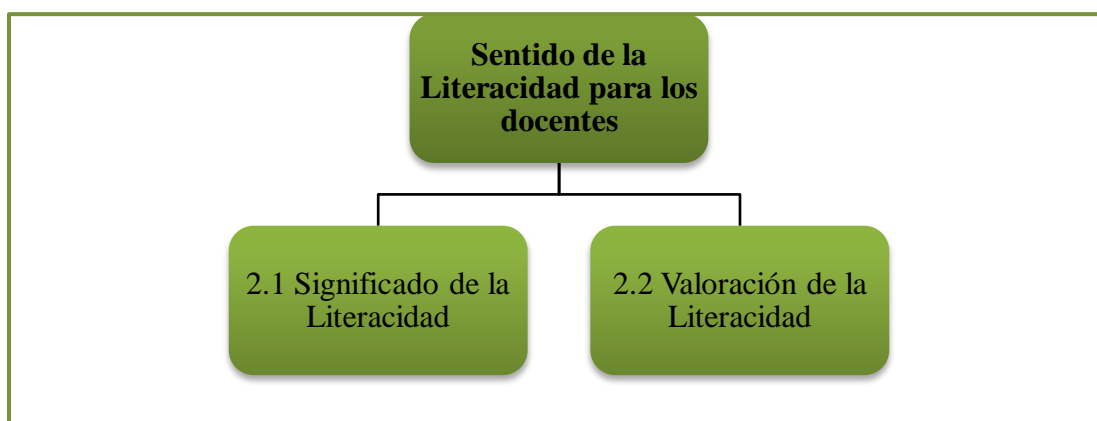 Sentido de la
Literacidad para los
docentes
2.1 Significado de la
Literacidad
2.2 Valoración de la
Literacidad